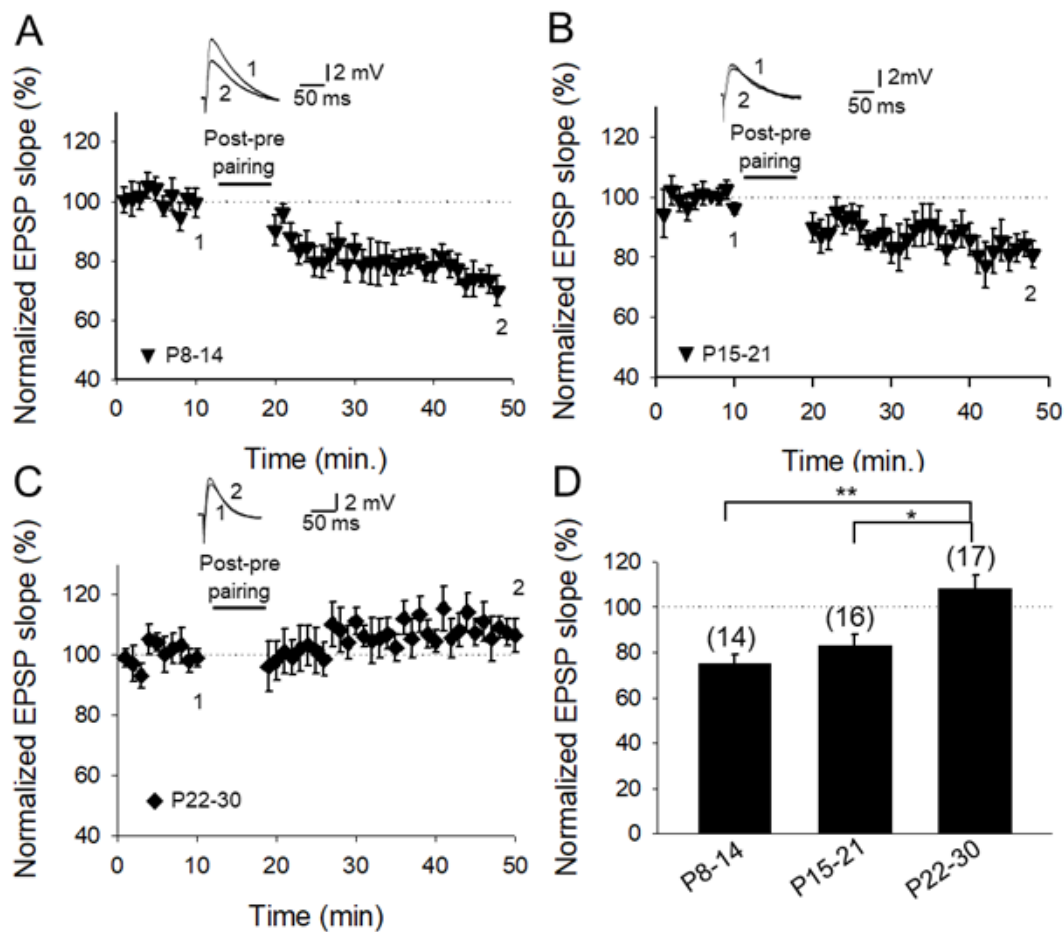 A
Normalized EPSP slope (%)
120
100
80
60
40
0 10 20 30 40 50
Time (min.)
1
2
2 mV
50 ms
Post-pre
pairing
1
2
P8-14
B
Normalized EPSP slope (%)
120
100
80
60
40
0 10 20 30 40 50
Time (min.)
1
2
2mV
50 ms
Post-pre
pairing
1
2
P15-21
C
Normalized EPSP slope (%)
120
100
80
60
40
0 10 20 30 40 50
Time (min)
2
1
2 mV
50 ms
Post-pre
pairing
1
2
P22-30
D
Normalized EPSP slope (%)
120
100
80
60
40
20
0
**
*
(14)
(16)
(17)
P8-14
P15-21
P22-30